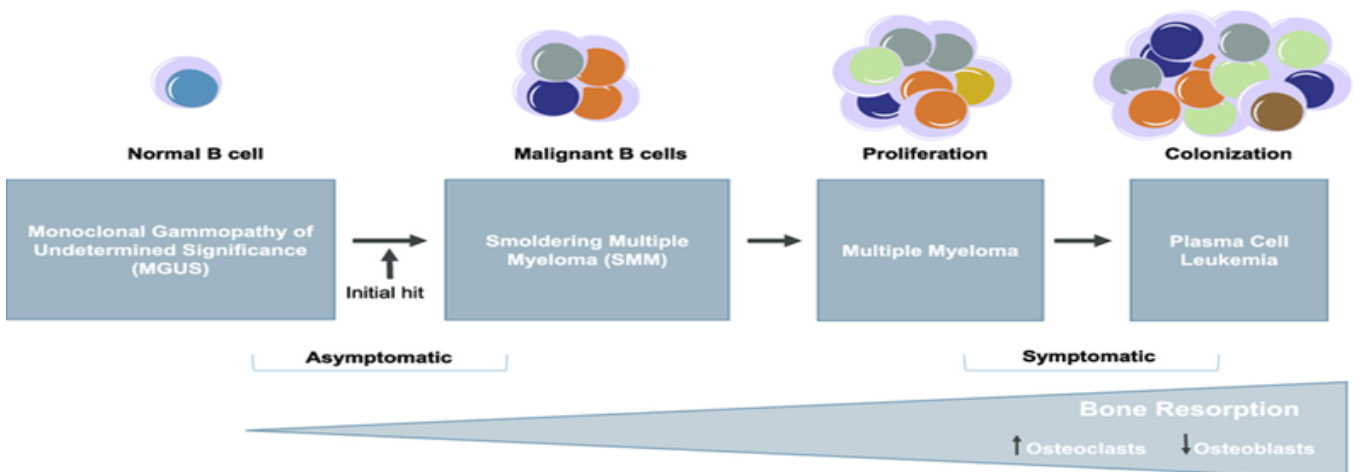 Normal B cell
Malignant B cells
Proliferation
Colonization
Monoclonal Gammopathy of
Undetermined Significance
(MGUS)
Initial hit
Smoldering Multiple
Myeloma (SMM)
Multiple Myeloma
Plasma Cell
Leukemia
Asymptomatic
Symptomatic
Bone Resorption
↑ Osteoclasts ↓ Osteoblasts